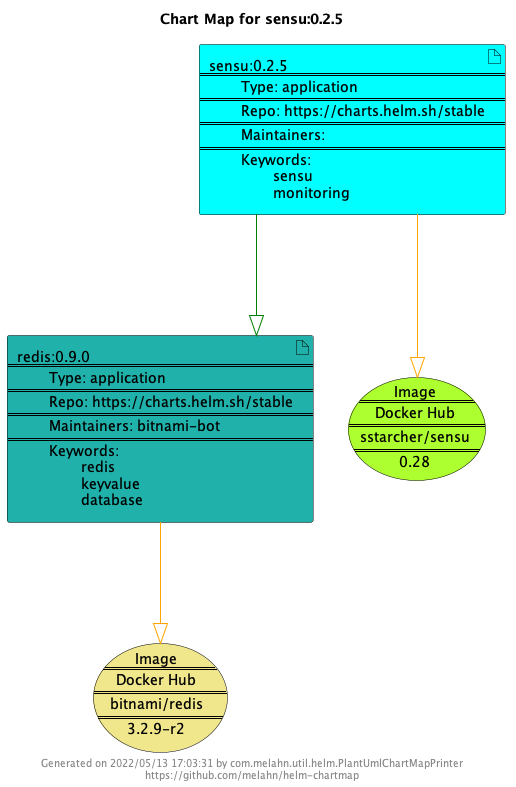 Chart Map for sensu:0.2.5
sensu:0.2.5
Type: application
Repo: https://charts.helm.sh/stable
Maintainers:
Keywords:
sensu
monitoring
redis:0.9.0
Type: application
Repo: https://charts.helm.sh/stable
Maintainers: bitnami-bot
Keywords:
redis
keyvalue
database
Image
Docker Hub
sstarcher/sensu
0.28
Image
Docker Hub
bitnami/redis
3.2.9-r2
Generated on 2022/05/13 17:03:31 by com.melahn.util.helm.PlantUmlChartMapPrinter
https://github.com/melahn/helm-chartmap